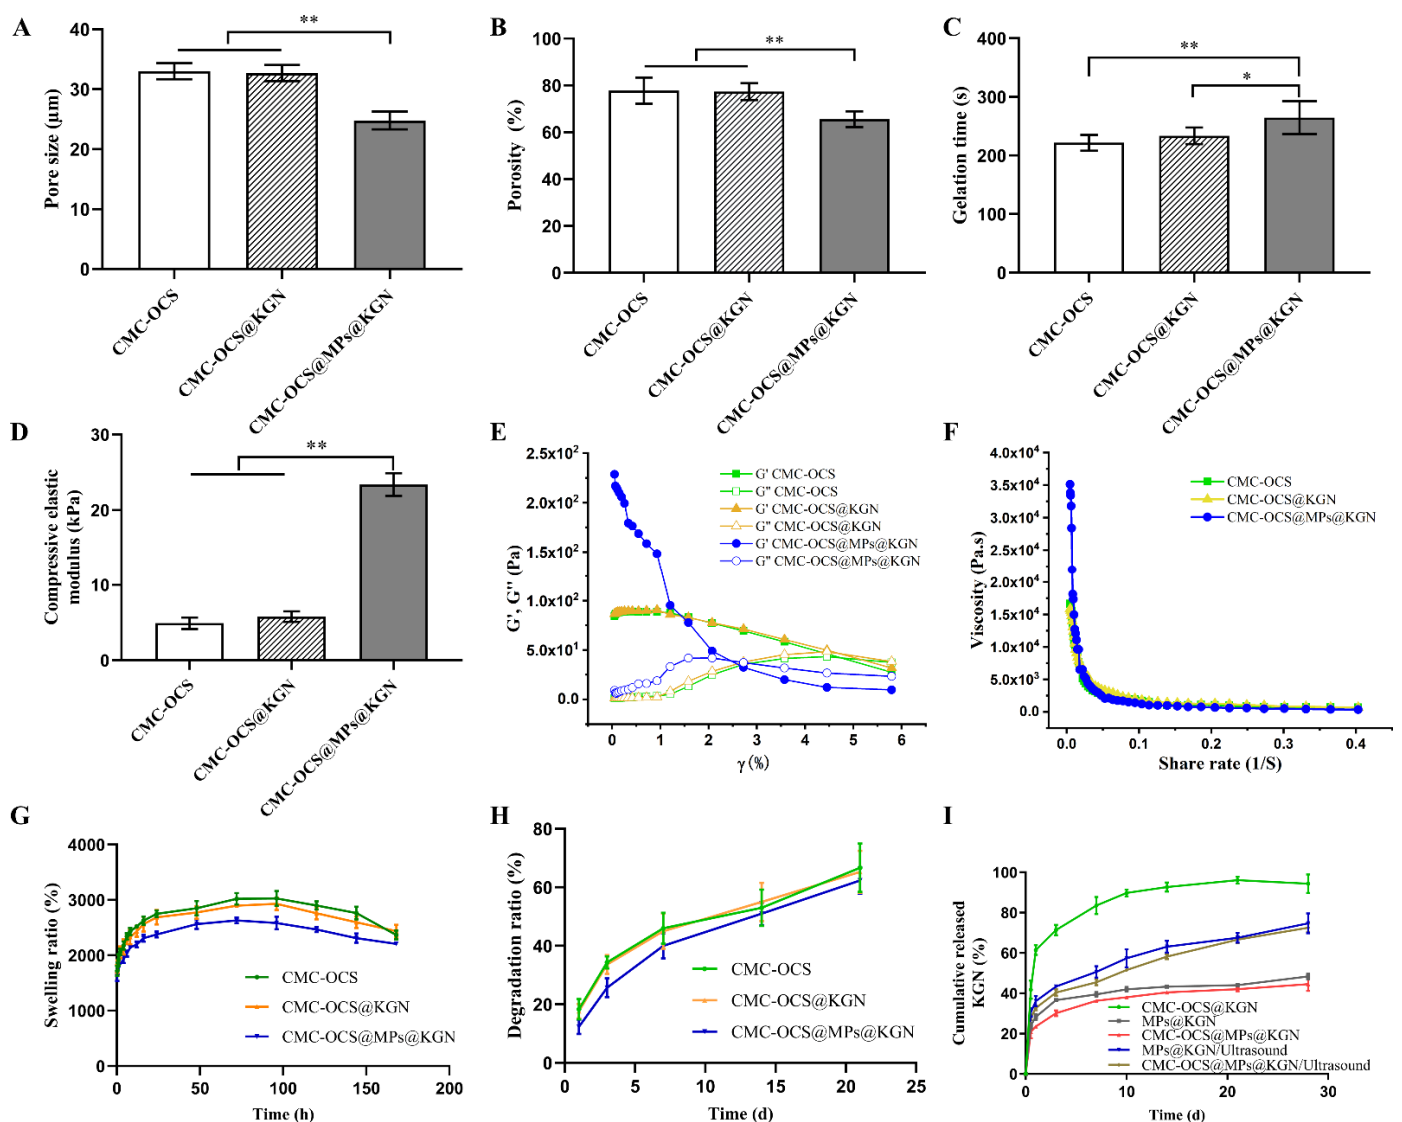 A
Pore size (μm)
40
30
20
10
0
**
CMC-OCS
CMC-OCS@KGN
CMC-OCS@MPs@KGN
B
Porosity (%)
100
80
60
40
20
0
**
CMC-OCS
CMC-OCS@KGN
CMC-OCS@MPs@KGN
C
Gelation time (s)
400
300
200
100
0
**
*
CMC-OCS
CMC-OCS@KGN
CMC-OCS@MPs@KGN
D
Compressive elastic
modulus (kPa)
30
20
10
0
**
CMC-OCS
CMC-OCS@KGN
CMC-OCS@MPs@KGN
E
G', G'' (Pa)
2.5x10²
2.0x10²
1.5x10²
1.0x10²
5.0x10¹
0.0
G' CMC-OCS
G'' CMC-OCS
G' CMC-OCS@KGN
G'' CMC-OCS@KGN
G' CMC-OCS@MPs@KGN
G'' CMC-OCS@MPs@KGN
0 1 2 3 4 5 6
γ(%)
F
Viscosity (Pa.s)
4.0x10⁴
3.5x10⁴
3.0x10⁴
2.5x10⁴
2.0x10⁴
1.5x10⁴
1.0x10⁴
5.0x10³
0.0
CMC-OCS
CMC-OCS@KGN
CMC-OCS@MPs@KGN
0.0 0.1 0.2 0.3 0.4
Share rate (1/S)
G
Swelling ratio (%)
4000
3000
2000
1000
0
CMC-OCS
CMC-OCS@KGN
CMC-OCS@MPs@KGN
0 50 100 150 200
Time (h)
H
Degradation ratio (%)
80
60
40
20
0
CMC-OCS
CMC-OCS@KGN
CMC-OCS@MPs@KGN
0 5 10 15 20 25
Time (d)
I
Cumulative released
KGN (%)
100
80
60
40
20
0
CMC-OCS@KGN
MPs@KGN
CMC-OCS@MPs@KGN
MPs@KGN/Ultrasound
CMC-OCS@MPs@KGN/Ultrasound
0 10 20 30
Time (d)